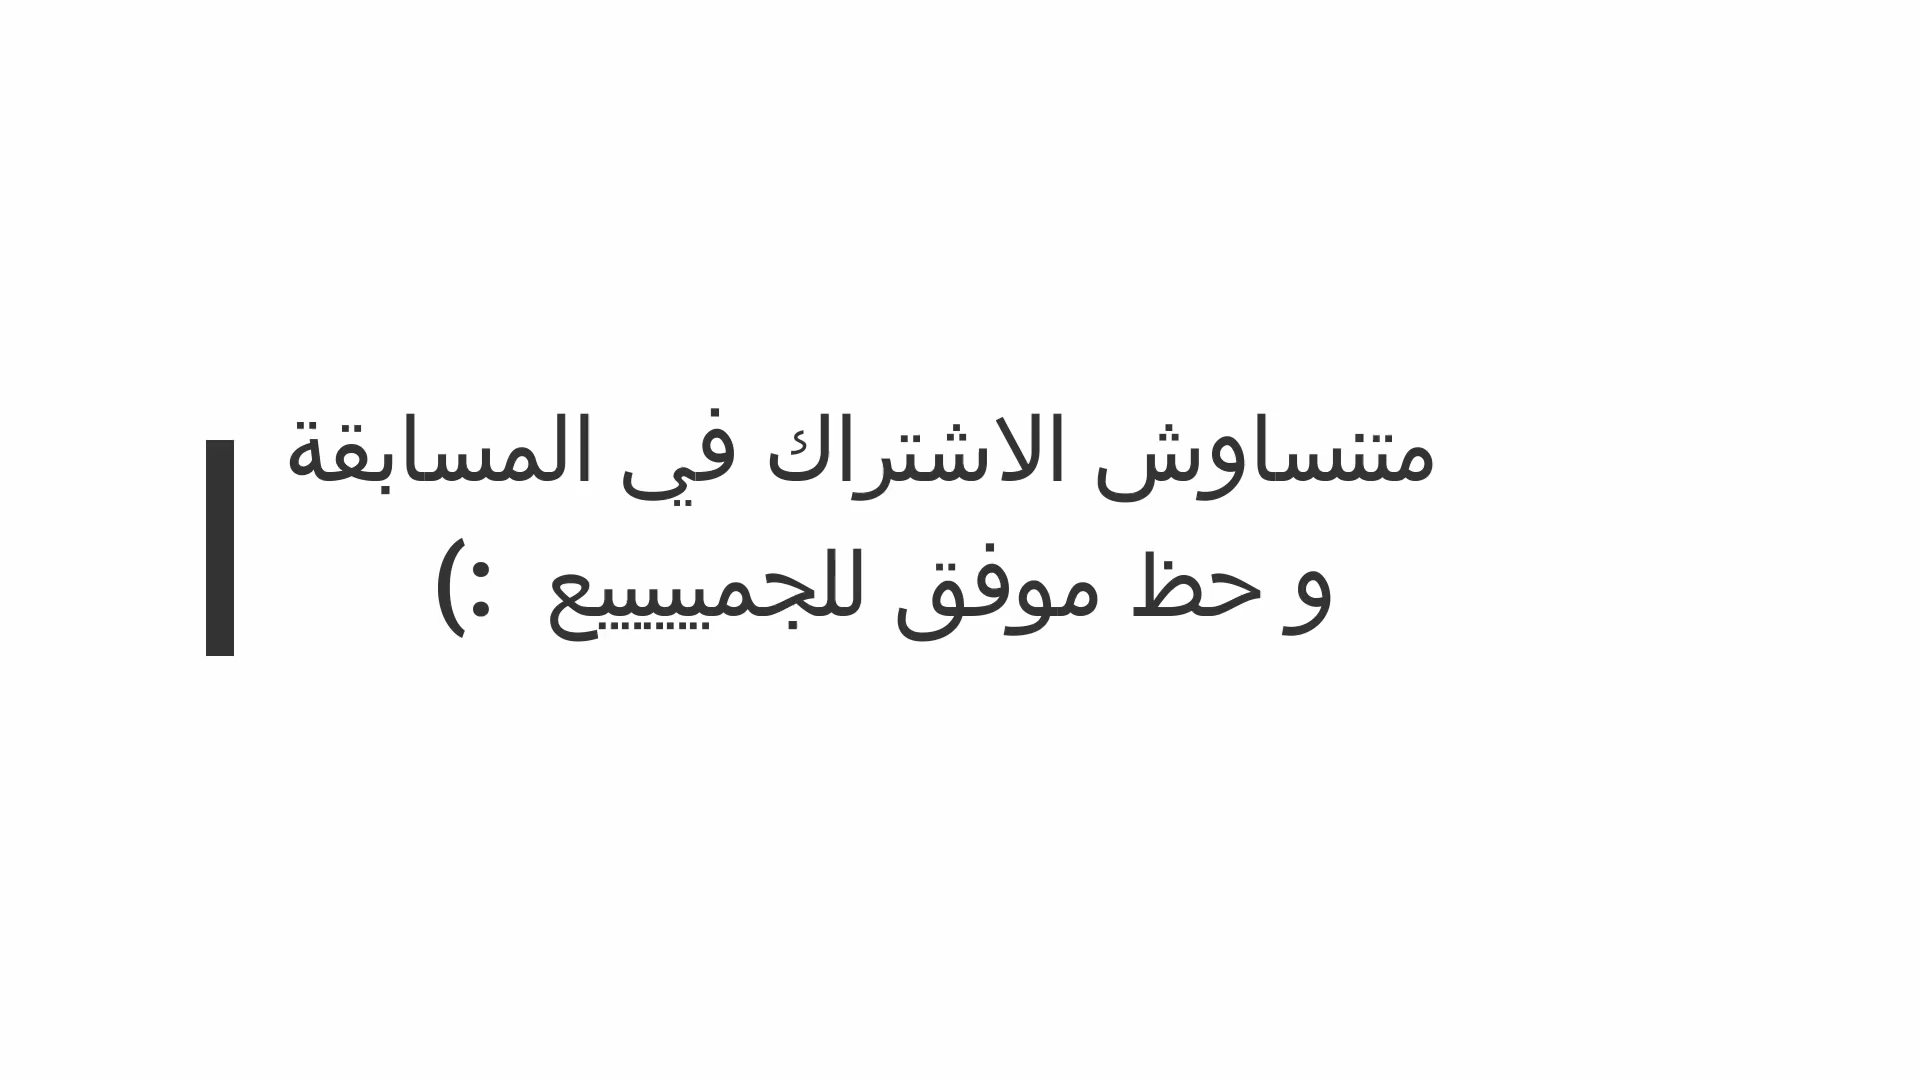 متنساوش الاشتراك في المسابقة
و حظ موفق للجميييييع :)